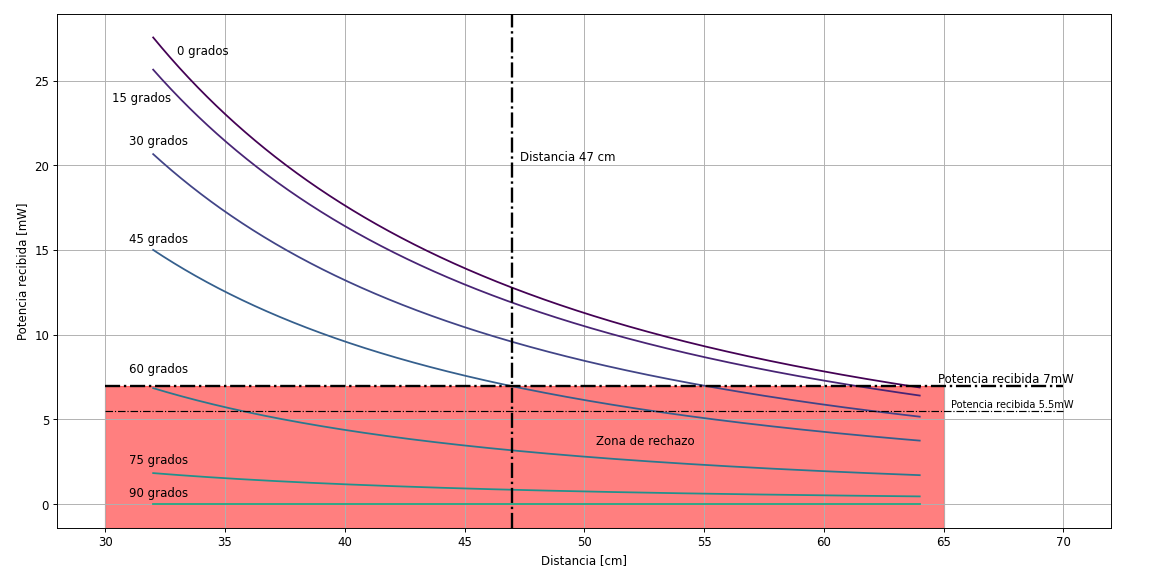 0 grados
15 grados
30 grados
Distancia 47 cm
45 grados
60 grados
Potencia recibida 7mW
Potencia recibida 5.5mW
Zona de rechazo
75 grados
90 grados
Potencia recibida [mW]
25
20
15
10
5
0
30
35
40
45
50
55
60
65
70
Distancia [cm]